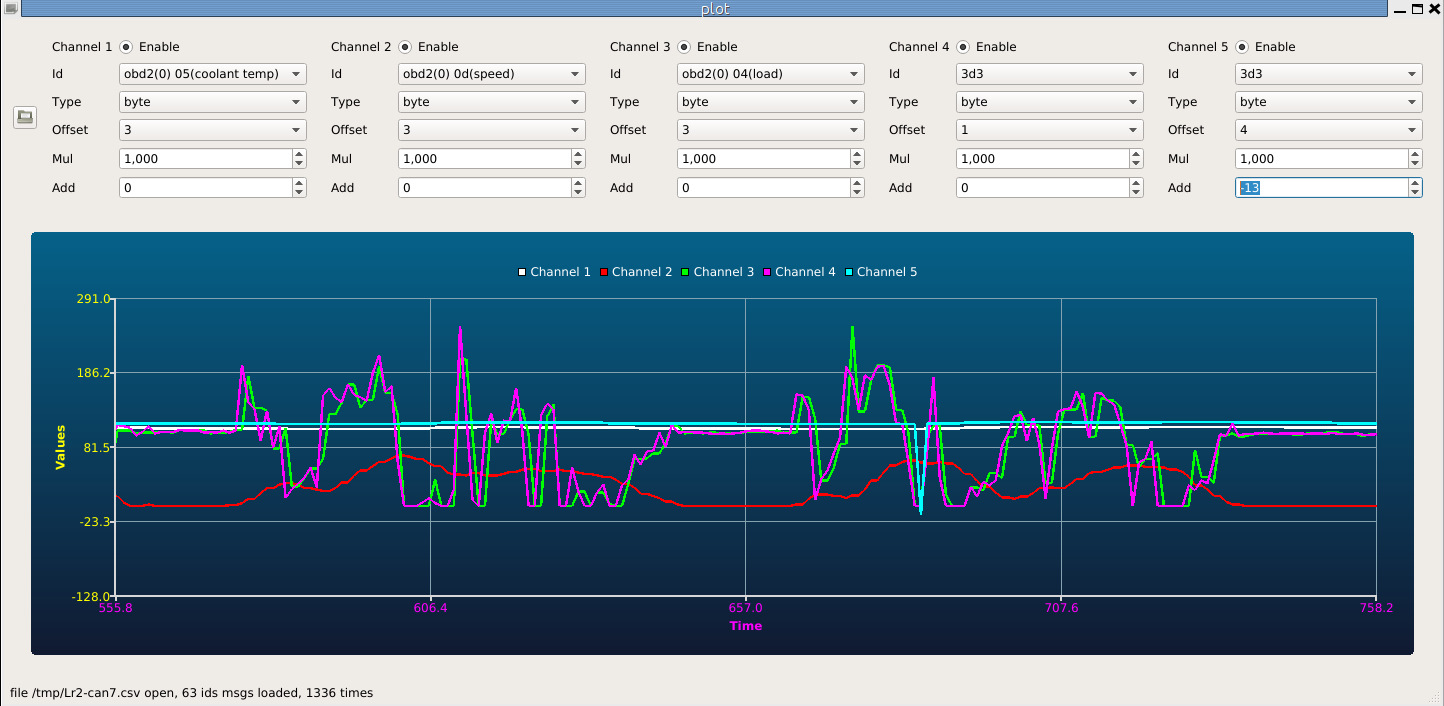 plot
Channel 1 Enable Channel 2 Enable Channel 3 Enable Channel 4 Enable Channel 5 Enable
Id obd2(0) 05(coolant temp) Id obd2(0) 0d(speed) Id obd2(0) 04(load) Id 3d3 Id 3d3
Type byte Type byte Type byte Type byte Type byte
Offset 3 Offset 3 Offset 3 Offset 1 Offset 4
Mul 1,000 Mul 1,000 Mul 1,000 Mul 1,000 Mul 1,000
Add 0 Add 0 Add 0 Add 0 Add -13
Channel 1 Channel 2 Channel 3 Channel 4 Channel 5
291.0
186.2
81.5
-23.3
-128.0
Values
555.8 606.4 657.0 707.6 758.2
Time
file /tmp/Lr2-can7.csv open, 63 ids msgs loaded, 1336 times